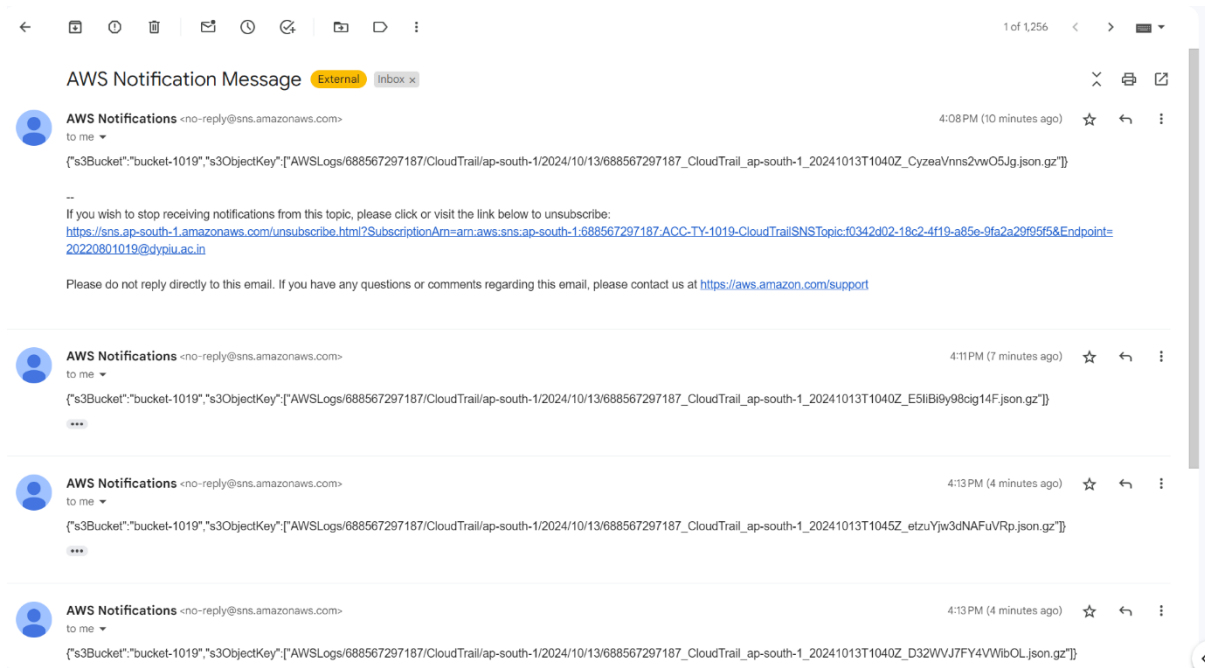 1 of 1,256
AWS Notification Message External Inbox x
AWS Notifications <no-reply@sns.amazonaws.com> 4:08 PM (10 minutes ago)
to me
{"s3Bucket":"bucket-1019","s3ObjectKey":["AWSLogs/688567297187/CloudTrail/ap-south-1/2024/10/13/688567297187_CloudTrail_ap-south-1_20241013T1040Z_CyzeaVnns2vwO5Jg.json.gz"]}
--
If you wish to stop receiving notifications from this topic, please click or visit the link below to unsubscribe:
https://sns.ap-south-1.amazonaws.com/unsubscribe.html?SubscriptionArn=arn:aws:sns:ap-south-1:688567297187:ACC-TY-1019-CloudTrailSNSTopic:f0342d02-18c2-4f19-a85e-9fa2a29f95f5&Endpoint=
20220801019@dypiu.ac.in
Please do not reply directly to this email. If you have any questions or comments regarding this email, please contact us at https://aws.amazon.com/support
AWS Notifications <no-reply@sns.amazonaws.com> 4:11 PM (7 minutes ago)
to me
{"s3Bucket":"bucket-1019","s3ObjectKey":["AWSLogs/688567297187/CloudTrail/ap-south-1/2024/10/13/688567297187_CloudTrail_ap-south-1_20241013T1040Z_E5IiBi9y98cig14F.json.gz"]}
AWS Notifications <no-reply@sns.amazonaws.com> 4:13 PM (4 minutes ago)
to me
{"s3Bucket":"bucket-1019","s3ObjectKey":["AWSLogs/688567297187/CloudTrail/ap-south-1/2024/10/13/688567297187_CloudTrail_ap-south-1_20241013T1045Z_etzuYjw3dNAFuVRp.json.gz"]}
AWS Notifications <no-reply@sns.amazonaws.com> 4:13 PM (4 minutes ago)
to me
{"s3Bucket":"bucket-1019","s3ObjectKey":["AWSLogs/688567297187/CloudTrail/ap-south-1/2024/10/13/688567297187_CloudTrail_ap-south-1_20241013T1040Z_D32WVJ7FY4VWibOL.json.gz"]}